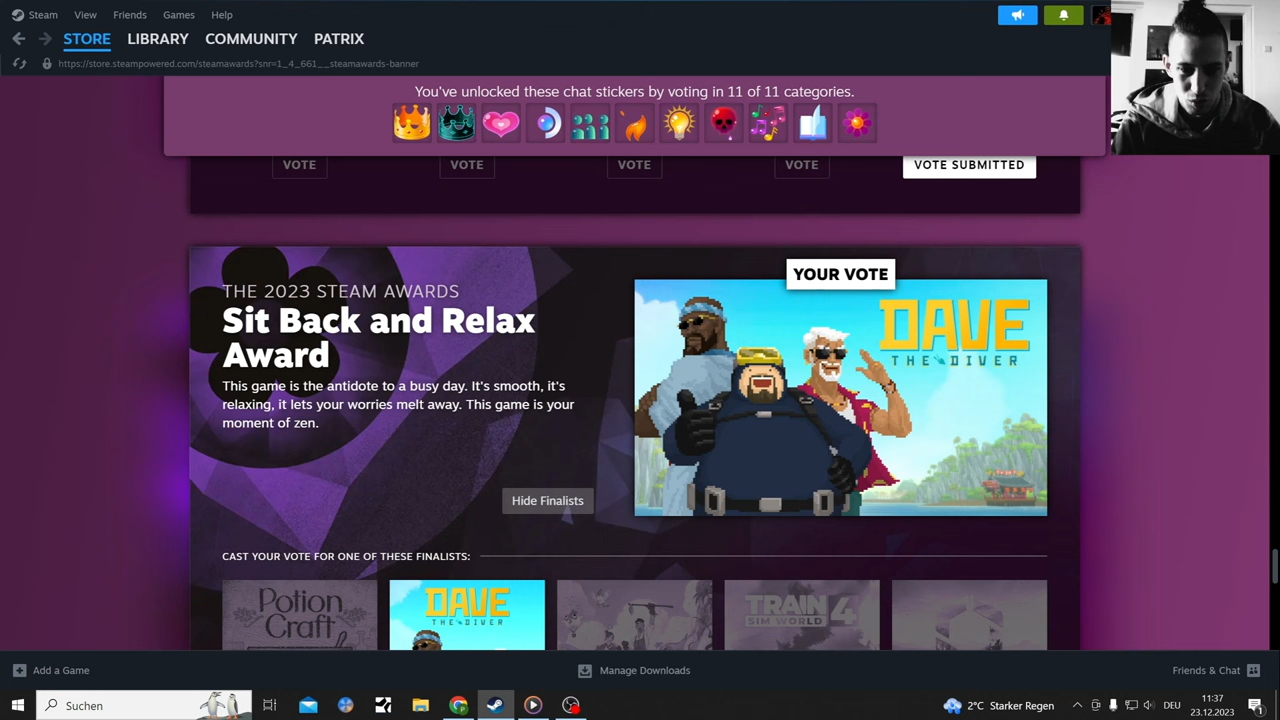 Steam View Friends Games Help
STORE LIBRARY COMMUNITY PATRIX
https://store.steampowered.com/steamawards?snr=1_4_661__steamawards-banner
You've unlocked these chat stickers by voting in 11 of 11 categories.
VOTE VOTE VOTE VOTE VOTE SUBMITTED
THE 2023 STEAM AWARDS
Sit Back and Relax
Award
This game is the antidote to a busy day. It's smooth, it's
relaxing, it lets your worries melt away. This game is your
moment of zen.
YOUR VOTE
DAVE
THE DIVER
Hide Finalists
CAST YOUR VOTE FOR ONE OF THESE FINALISTS:
Potion
Craft
DAVE
THE DIVER
TRAIN
SIM WORLD 4
Add a Game Manage Downloads Friends & Chat
Suchen 2°C Starker Regen DEU 11:37
23.12.2023
1